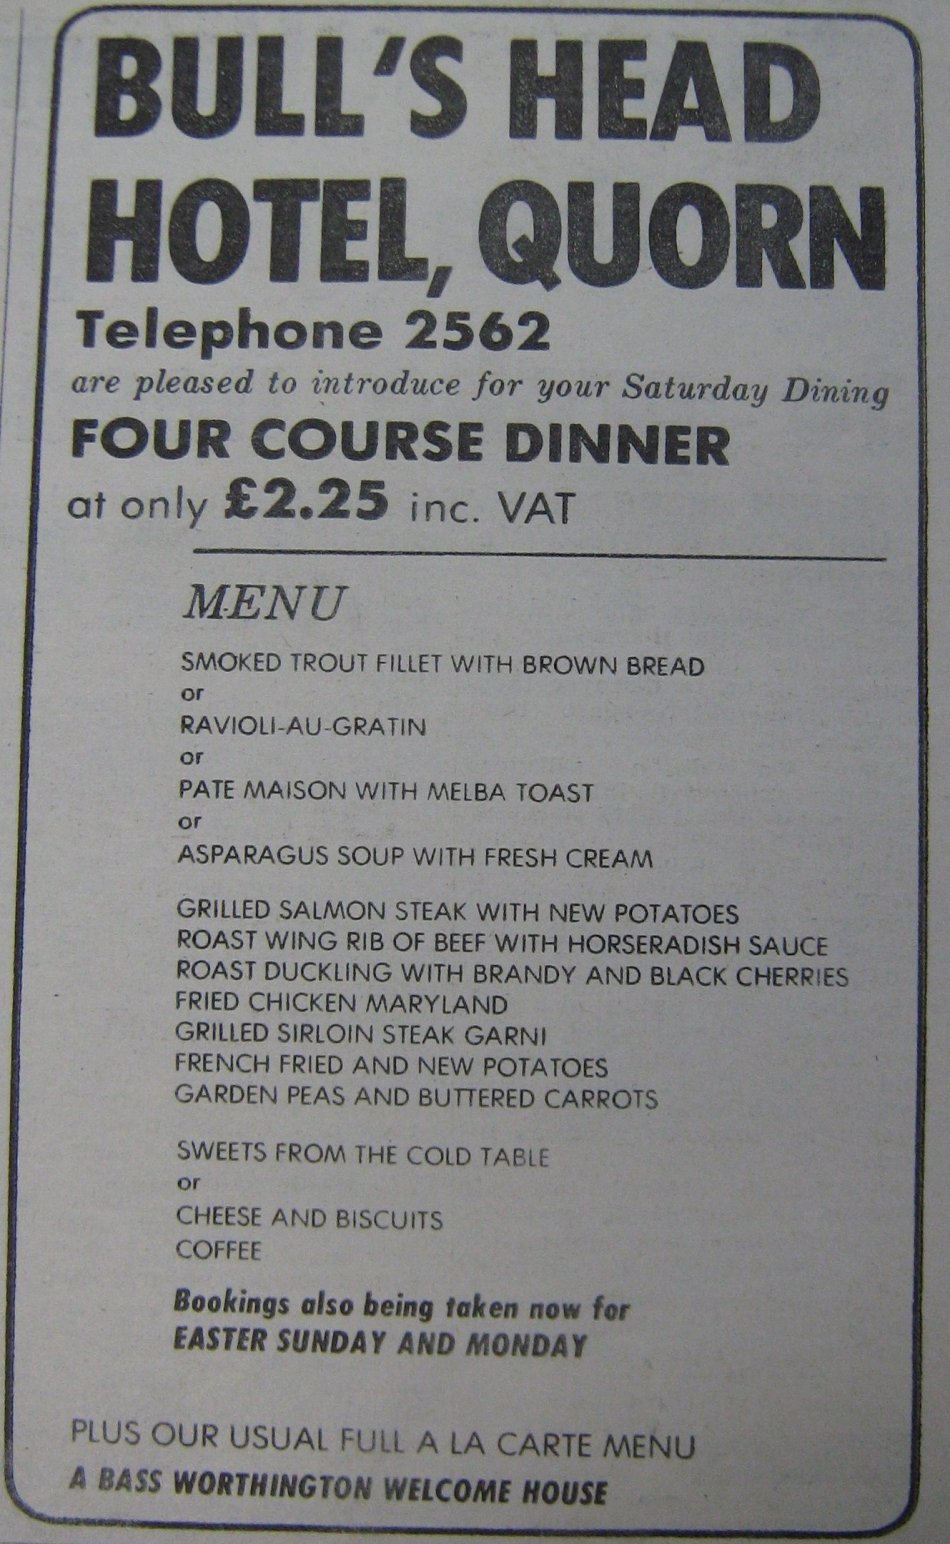 BULL'S HEAD
HOTEL, QUORN
Telephone 2562
are pleased to introduce for your Saturday Dining
FOUR COURSE DINNER
at only £2.25 inc. VAT
MENU
SMOKED TROUT FILLET WITH BROWN BREAD
or
RAVIOLI-AU-GRATIN
or
PATE MAISON WITH MELBA TOAST
or
ASPARAGUS SOUP WITH FRESH CREAM
GRILLED SALMON STEAK WITH NEW POTATOES
ROAST WING RIB OF BEEF WITH HORSERADISH SAUCE
ROAST DUCKLING WITH BRANDY AND BLACK CHERRIES
FRIED CHICKEN MARYLAND
GRILLED SIRLOIN STEAK GARNI
FRENCH FRIED AND NEW POTATOES
GARDEN PEAS AND BUTTERED CARROTS
SWEETS FROM THE COLD TABLE
or
CHEESE AND BISCUITS
COFFEE
Bookings also being taken now for
EASTER SUNDAY AND MONDAY
PLUS OUR USUAL FULL A LA CARTE MENU
A BASS WORTHINGTON WELCOME HOUSE